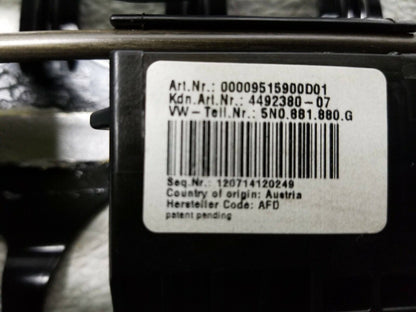 Art.Nr.: 00009515900D01
Kdn.Art.Nr.: 4492380-07
VW-Teil.Nr.: 5N0.881.880.G
Seq.Nr.: 120714120249
Country of origin: Austria
Hersteller Code: AFD
patent pending